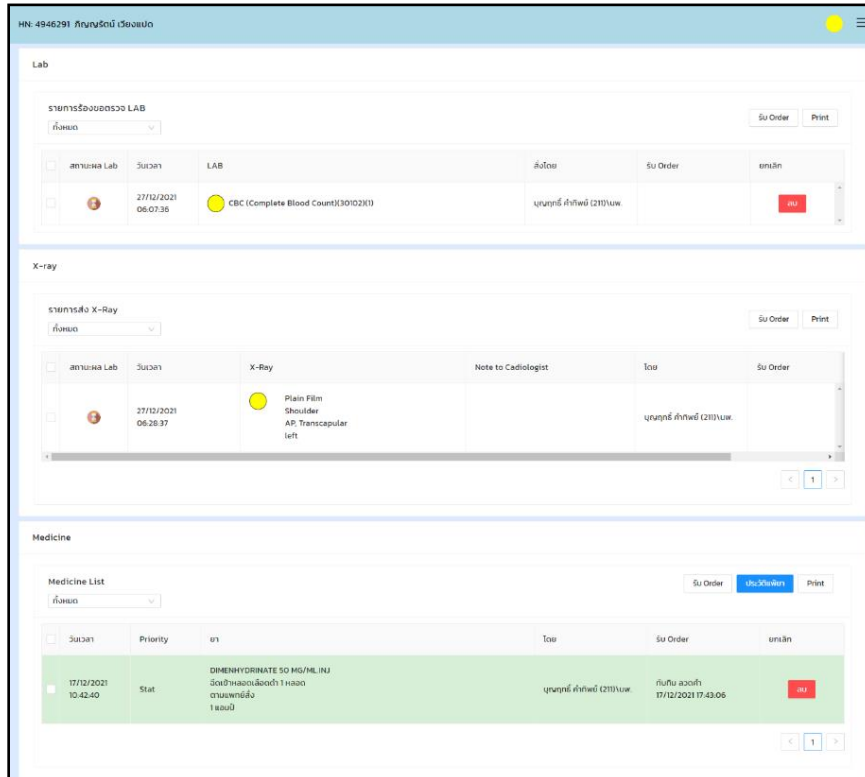 HN: 4946291 ภิญญรัตน์ เวียงแปด
Lab
รายการร้องขอตรวจ LAB
ทั้งหมด
รับ Order
Print
สถานะผล Lab
วันเวลา
LAB
สั่งโดย
รับ Order
ยกเลิก
27/12/2021
06:07:36
CBC (Complete Blood Count)(30102)(1)
บุญฤทธิ์ คำทิพย์ (211)\นพ.
ลบ
X-ray
รายการส่ง X-Ray
ทั้งหมด
รับ Order
Print
สถานะผล Lab
วันเวลา
X-Ray
Note to Cadiologist
โดย
รับ Order
27/12/2021
06:28:37
Plain Film
Shoulder
AP, Transcapular
left
บุญฤทธิ์ คำทิพย์ (211)\นพ.
1
Medicine
Medicine List
ทั้งหมด
รับ Order
ประวัติแพ้ยา
Print
วันเวลา
Priority
ยา
โดย
รับ Order
ยกเลิก
17/12/2021
10:42:40
Stat
DIMENHYDRINATE 50 MG/ML.INJ
ฉีดเข้าหลอดเลือดดำ 1 หลอด
ตามแพทย์สั่ง
1 แอมป์
บุญฤทธิ์ คำทิพย์ (211)\นพ.
ทับทิม ลวดคำ
17/12/2021 17:43:06
ลบ
1